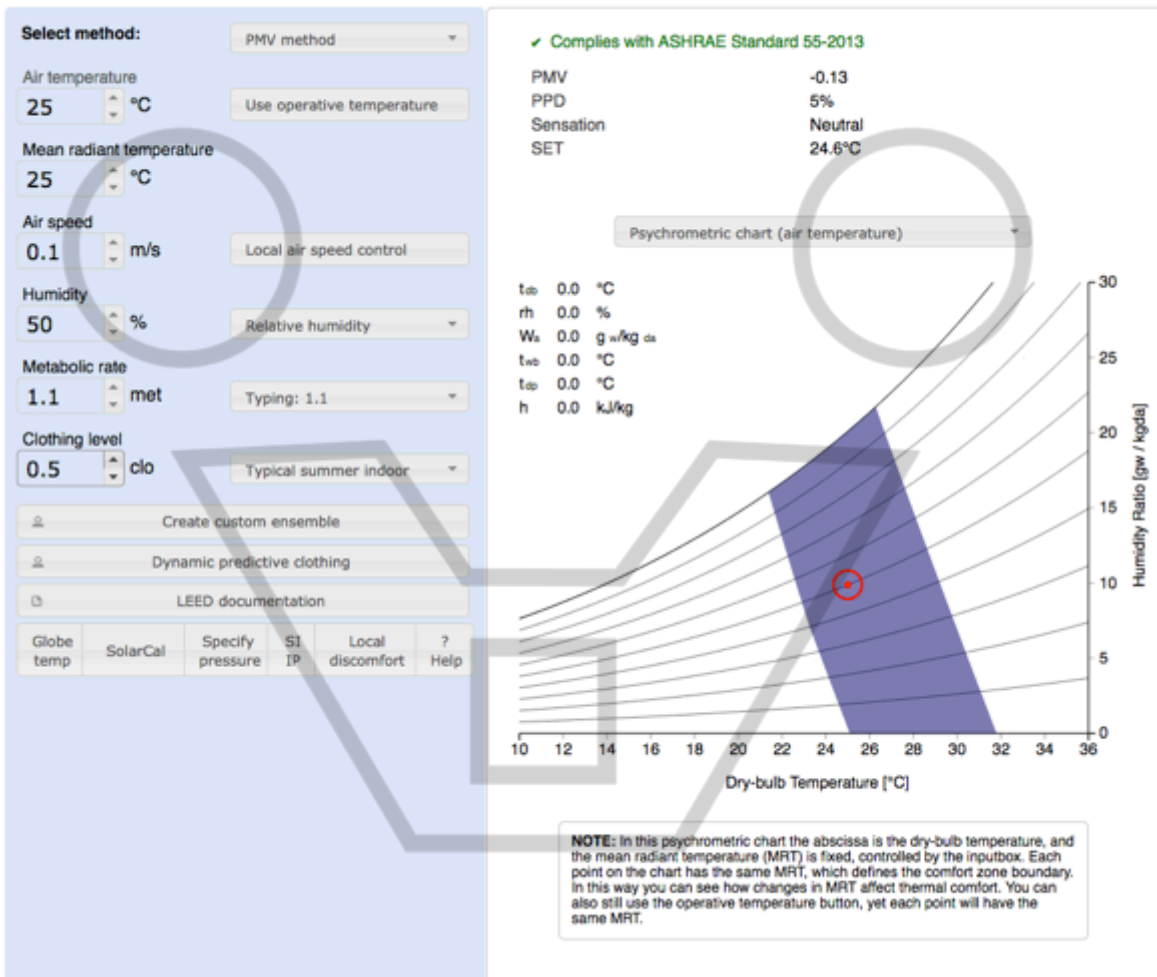 Select method:
PMV method
Air temperature
25 °C
Use operative temperature
Mean radiant temperature
25 °C
Air speed
0.1 m/s
Local air speed control
Humidity
50 %
Relative humidity
Metabolic rate
1.1 met
Typing: 1.1
Clothing level
0.5 clo
Typical summer indoor
Create custom ensemble
Dynamic predictive clothing
LEED documentation
Globe temp
SolarCal
Specify pressure
SI IP
Local discomfort
? Help
✔ Complies with ASHRAE Standard 55-2013
PMV -0.13
PPD 5%
Sensation Neutral
SET 24.6°C
Psychrometric chart (air temperature)
tdb 0.0 °C
rh 0.0 %
Wa 0.0 g w/kg da
twb 0.0 °C
tdp 0.0 °C
h 0.0 kJ/kg
30
25
20
15
10
5
0
Humidity Ratio [gw / kgda]
10 12 14 16 18 20 22 24 26 28 30 32 34 36
Dry-bulb Temperature [°C]
NOTE: In this psychrometric chart the abscissa is the dry-bulb temperature, and
the mean radiant temperature (MRT) is fixed, controlled by the inputbox. Each
point on the chart has the same MRT, which defines the comfort zone boundary.
In this way you can see how changes in MRT affect thermal comfort. You can
also still use the operative temperature button, yet each point will have the
same MRT.